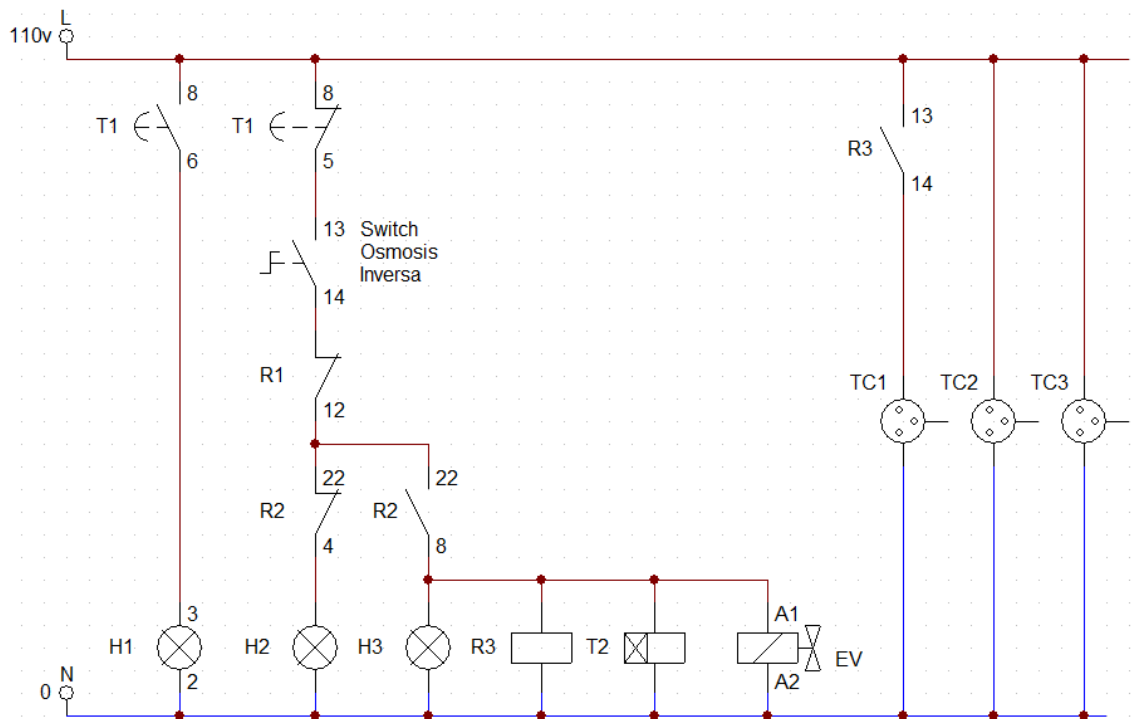 L
110v
8
8
T1
T1
13
6
5
R3
14
13
Switch
Osmosis
Inversa
14
R1
TC1
TC2
TC3
12
22
22
R2
R2
4
8
3
A1
H1
H2
H3
R3
T2
EV
N
2
A2
0